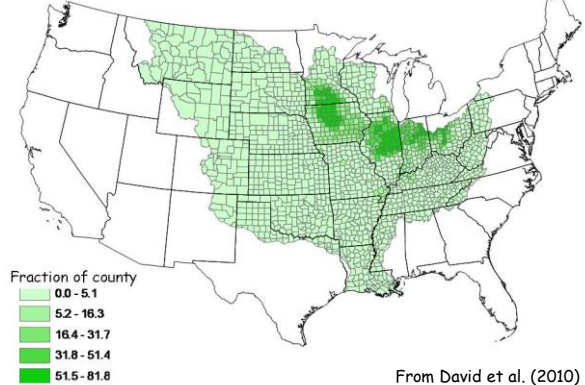 Fraction of county
0.0 - 5.1
5.2 - 16.3
16.4 - 31.7
31.8 - 51.4
51.5 - 81.8
From David et al. (2010)